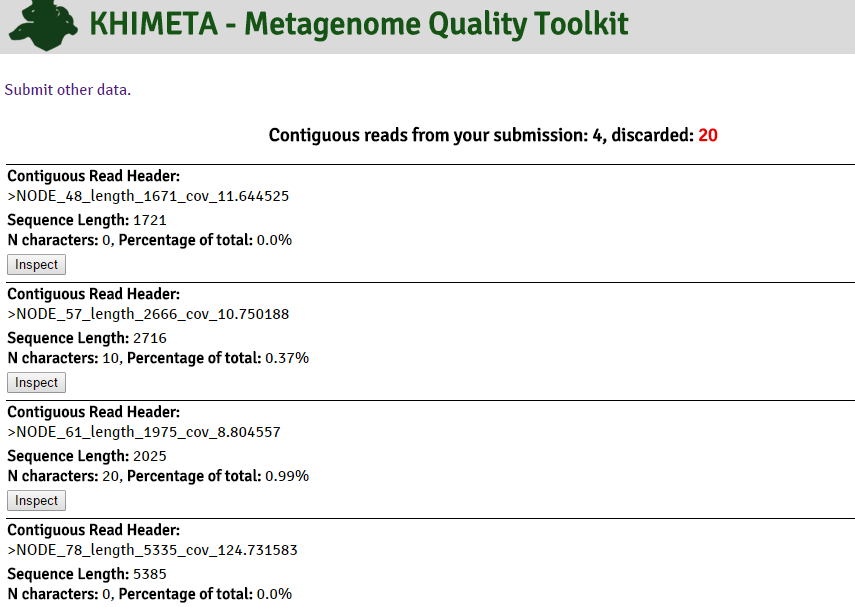 KHIMETA - Metagenome Quality Toolkit
Submit other data.
Contiguous reads from your submission: 4, discarded: 20
Contiguous Read Header:
>NODE_48_length_1671_cov_11.644525
Sequence Length: 1721
N characters: 0, Percentage of total: 0.0%
Inspect
Contiguous Read Header:
>NODE_57_length_2666_cov_10.750188
Sequence Length: 2716
N characters: 10, Percentage of total: 0.37%
Inspect
Contiguous Read Header:
>NODE_61_length_1975_cov_8.804557
Sequence Length: 2025
N characters: 20, Percentage of total: 0.99%
Inspect
Contiguous Read Header:
>NODE_78_length_5335_cov_124.731583
Sequence Length: 5385
N characters: 0, Percentage of total: 0.0%